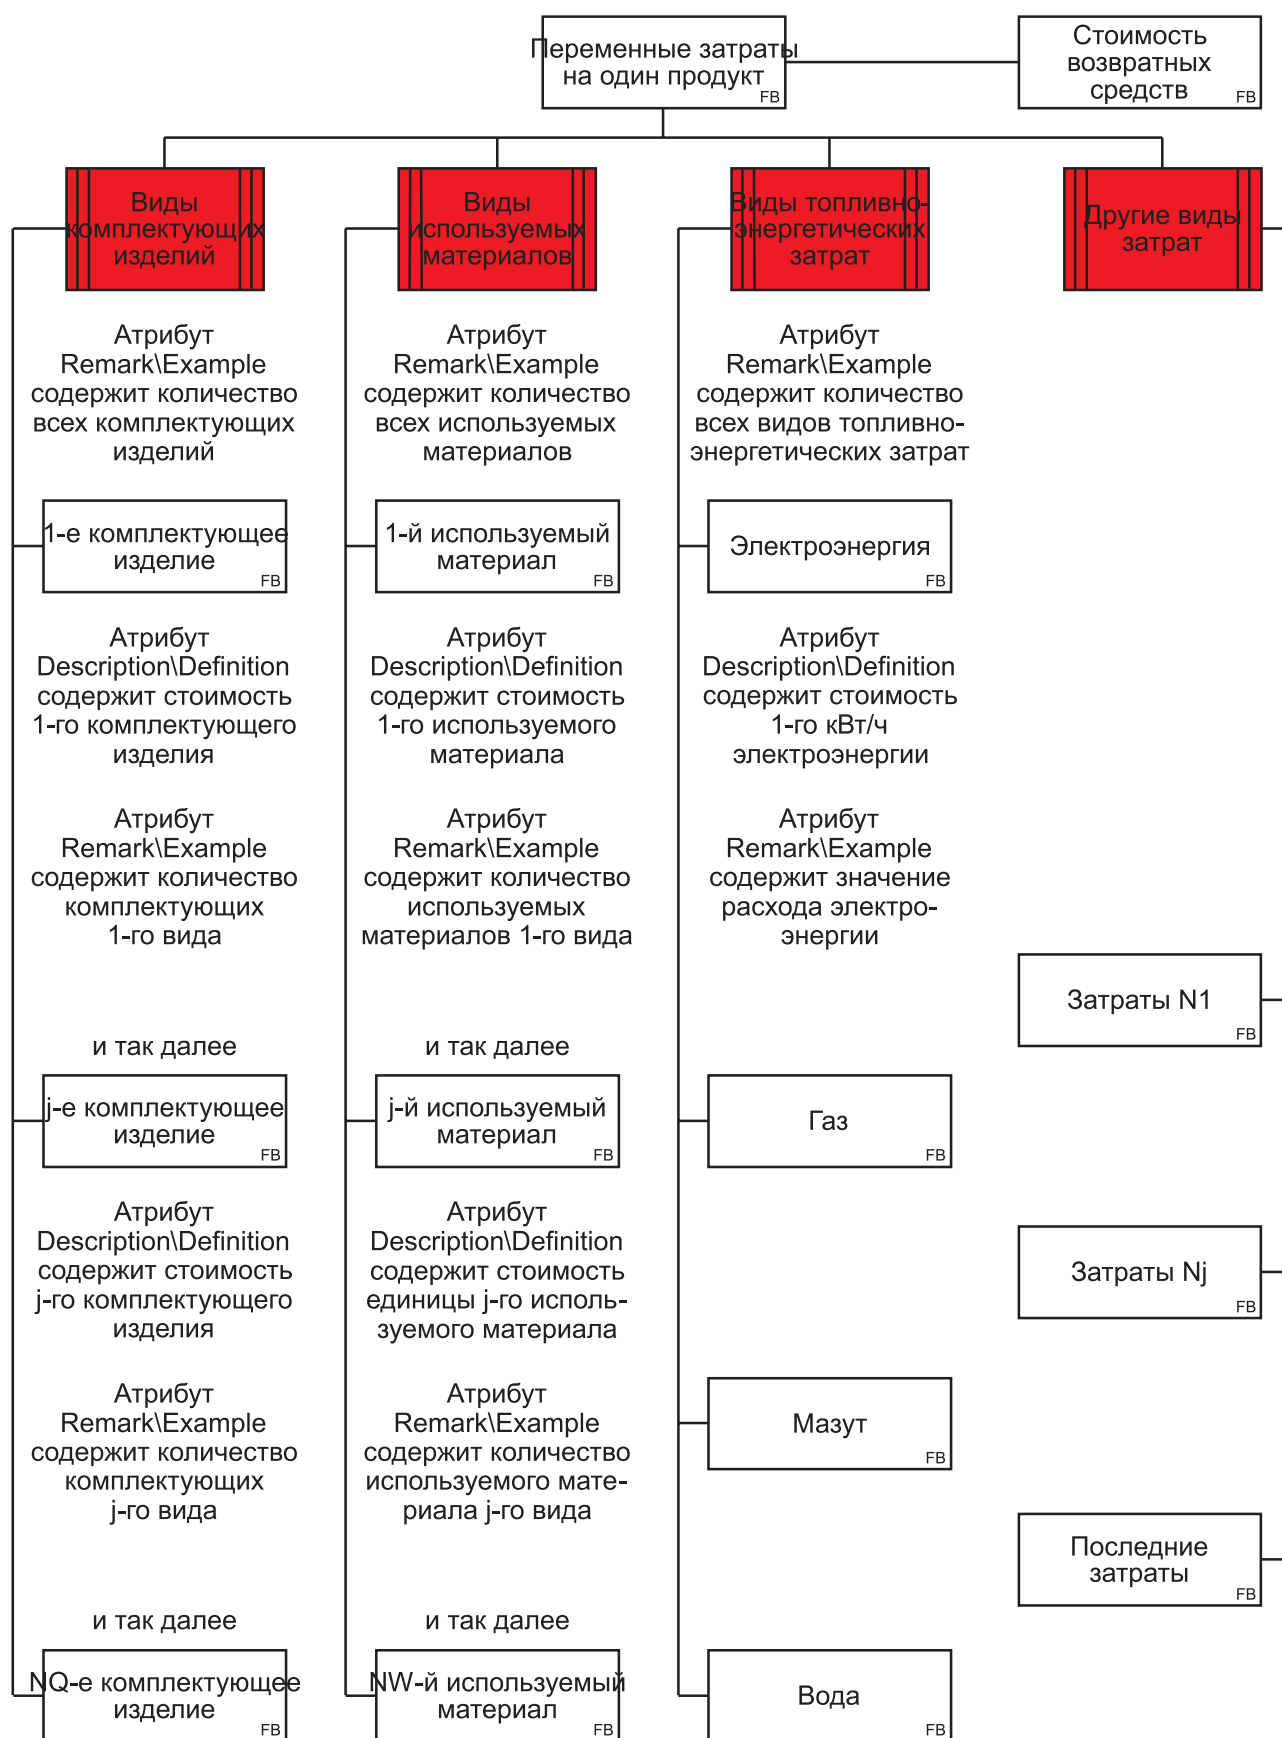 Переменные затраты
на один продукт
FB
Стоимость
возвратных
средств
FB
Виды
комплектующих
изделий
Виды
используемых
материалов
Виды топливно-
энергетических
затрат
Другие виды
затрат
Атрибут
Remark\Example
содержит количество
всех комплектующих
изделий
Атрибут
Remark\Example
содержит количество
всех используемых
материалов
Атрибут
Remark\Example
содержит количество
всех видов топливно-
энергетических затрат
1-е комплектующее
изделие
FB
1-й используемый
материал
FB
Электроэнергия
FB
Атрибут
Description\Definition
содержит стоимость
1-го комплектующего
изделия
Атрибут
Description\Definition
содержит стоимость
1-го используемого
материала
Атрибут
Description\Definition
содержит стоимость
1-го кВт/ч
электроэнергии
Атрибут
Remark\Example
содержит количество
комплектующих
1-го вида
Атрибут
Remark\Example
содержит количество
используемых
материалов 1-го вида
Атрибут
Remark\Example
содержит значение
расхода электро-
энергии
Затраты N1
FB
и так далее
и так далее
j-е комплектующее
изделие
FB
j-й используемый
материал
FB
Газ
FB
Атрибут
Description\Definition
содержит стоимость
j-го комплектующего
изделия
Атрибут
Description\Definition
содержит стоимость
единицы j-го исполь-
зуемого материала
Затраты Nj
FB
Атрибут
Remark\Example
содержит количество
комплектующих
j-го вида
Атрибут
Remark\Example
содержит количество
используемого мате-
риала j-го вида
Мазут
FB
Последние
затраты
FB
и так далее
и так далее
NQ-е комплектующее
изделие
FB
NW-й используемый
материал
FB
Вода
FB